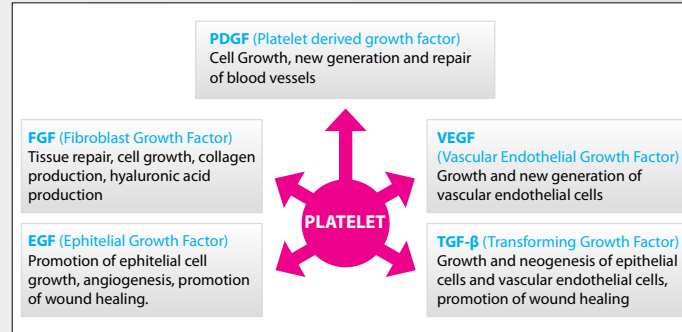 PDGF (Platelet derived growth factor)
Cell Growth, new generation and repair
of blood vessels
FGF (Fibroblast Growth Factor)
Tissue repair, cell growth, collagen
production, hyaluronic acid
production
VEGF
(Vascular Endothelial Growth Factor)
Growth and new generation of
vascular endothelial cells
PLATELET
EGF (Ephitelial Growth Factor)
Promotion of ephitelial cell
growth, angiogenesis, promotion
of wound healing.
TGF-β (Transforming Growth Factor)
Growth and neogenesis of epithelial
cells and vascular endothelial cells,
promotion of wound healing